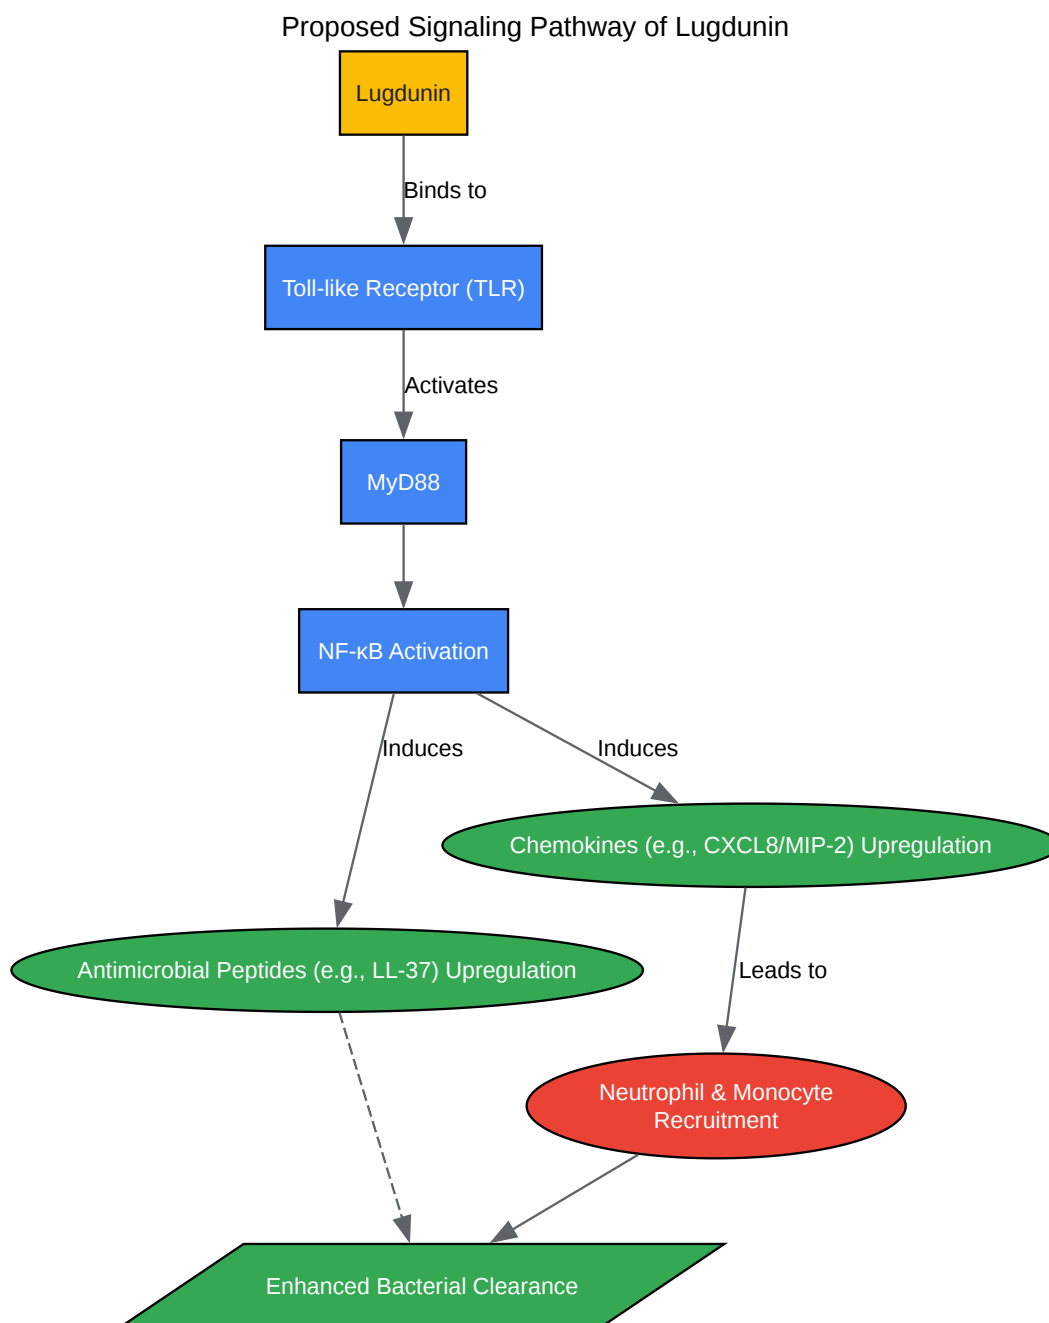 Proposed Signaling Pathway of Lugdunin
Lugdunin
Binds to
Toll-like Receptor (TLR)
Activates
MyD88
NF-κB Activation
Induces
Induces
Chemokines (e.g., CXCL8/MIP-2) Upregulation
Antimicrobial Peptides (e.g., LL-37) Upregulation
Leads to
Neutrophil & Monocyte
Recruitment
Enhanced Bacterial Clearance